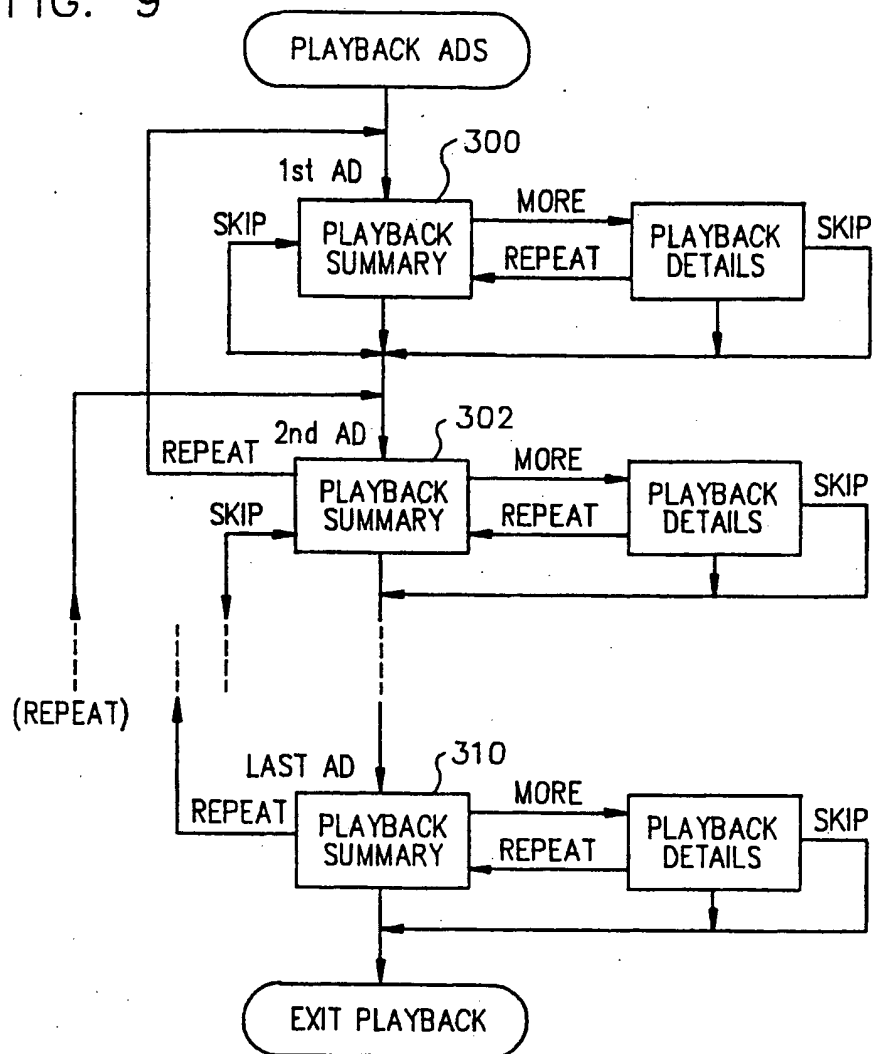 FIG. 9
PLAYBACK ADS
300
1st AD
MORE
SKIP
PLAYBACK
SUMMARY
PLAYBACK
DETAILS
SKIP
REPEAT
302
2nd AD
REPEAT
MORE
PLAYBACK
SUMMARY
PLAYBACK
DETAILS
SKIP
SKIP
REPEAT
(REPEAT)
310
LAST AD
MORE
REPEAT
PLAYBACK
SUMMARY
PLAYBACK
DETAILS
SKIP
REPEAT
EXIT PLAYBACK